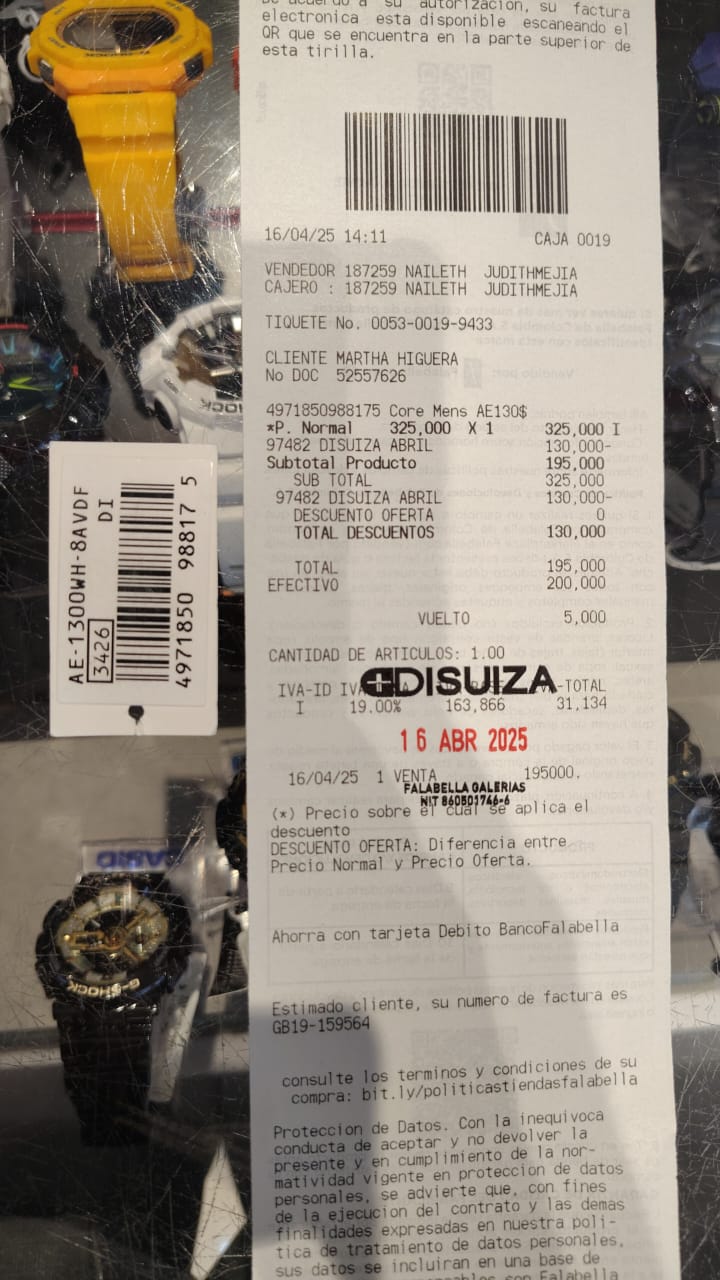 De acuerdo a su autorizacion, su factura
electronica esta disponible escaneando el
QR que se encuentra en la parte superior de
esta tirilla.
16/04/25 14:11 CAJA 0019
VENDEDOR 187259 NAILETH JUDITHMEJIA
CAJERO : 187259 NAILETH JUDITHMEJIA
TIQUETE No. 0053-0019-9433
CLIENTE MARTHA HIGUERA
No DOC 52557626
4971850988175 Core Mens AE130$
*P. Normal 325,000 X 1 325,000 I
97482 DISUIZA ABRIL 130,000-
Subtotal Producto 195,000
SUB TOTAL 325,000
97482 DISUIZA ABRIL 130,000-
DESCUENTO OFERTA 0
TOTAL DESCUENTOS 130,000
TOTAL 195,000
EFECTIVO 200,000
VUELTO 5,000
CANTIDAD DE ARTICULOS: 1.00
DISUIZA
IVA-ID -TOTAL
I 19.00% 163,866 31,134
16 ABR 2025
16/04/25 1 VENTA 195000.
FALABELLA GALERIAS
NIT 860501746-6
(*) Precio sobre el cual se aplica el
descuento
DESCUENTO OFERTA: Diferencia entre
Precio Normal y Precio Oferta.
Ahorra con tarjeta Debito BancoFalabella
Estimado cliente, su numero de factura es
GB19-159564
consulte los terminos y condiciones de su
compra: bit.ly/politicastiendasfalabella
Proteccion de Datos. Con la inequivoca
conducta de aceptar y no devolver la
presente y en cumplimiento de la nor-
matividad vigente en proteccion de datos
personales, se advierte que, con fines
de la ejecucion del contrato y las demas
finalidades expresadas en nuestra poli-
tica de tratamiento de datos personales,
sus datos se incluiran en una base de
con Falabella
AE-1300WH-8AVDF
DI
3426
4971850 98817 5
G-SHOCK
CASIO
G-SHOCK